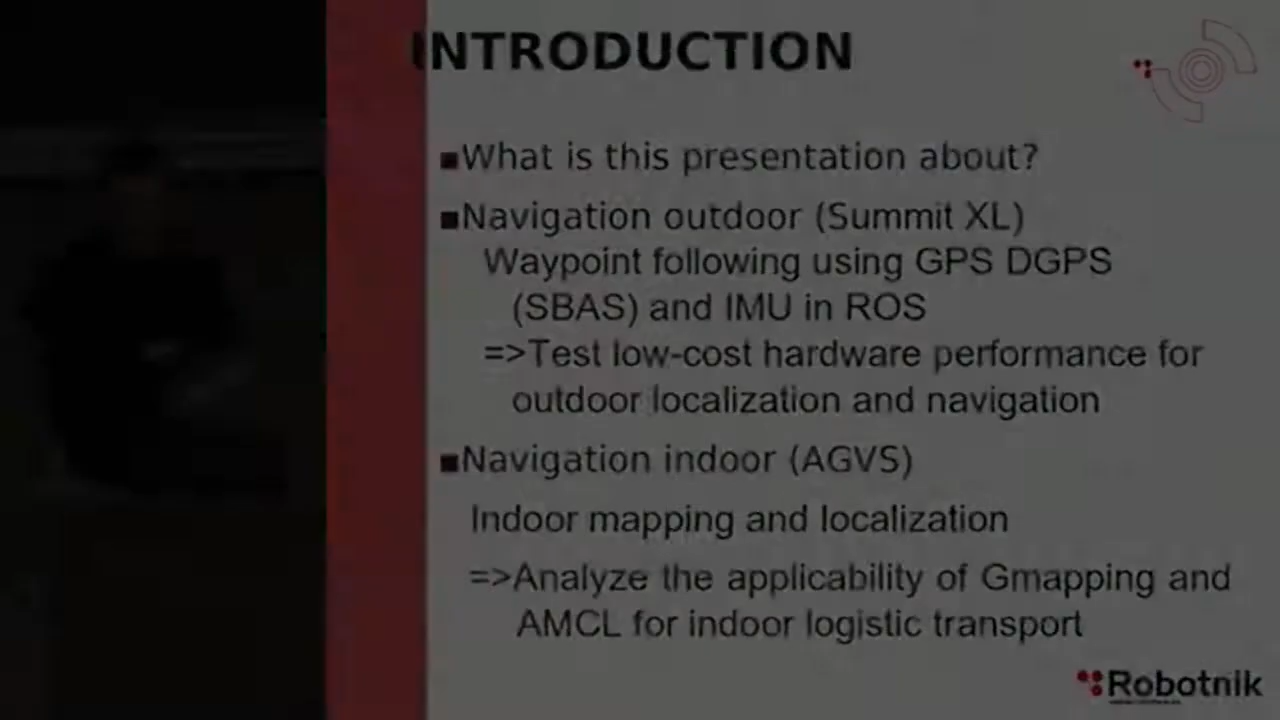 INTRODUCTION
▪What is this presentation about?
▪Navigation outdoor (Summit XL)
Waypoint following using GPS DGPS
(SBAS) and IMU in ROS
=>Test low-cost hardware performance for
outdoor localization and navigation
▪Navigation indoor (AGVS)
Indoor mapping and localization
=>Analyze the applicability of Gmapping and
AMCL for indoor logistic transport
Robotnik